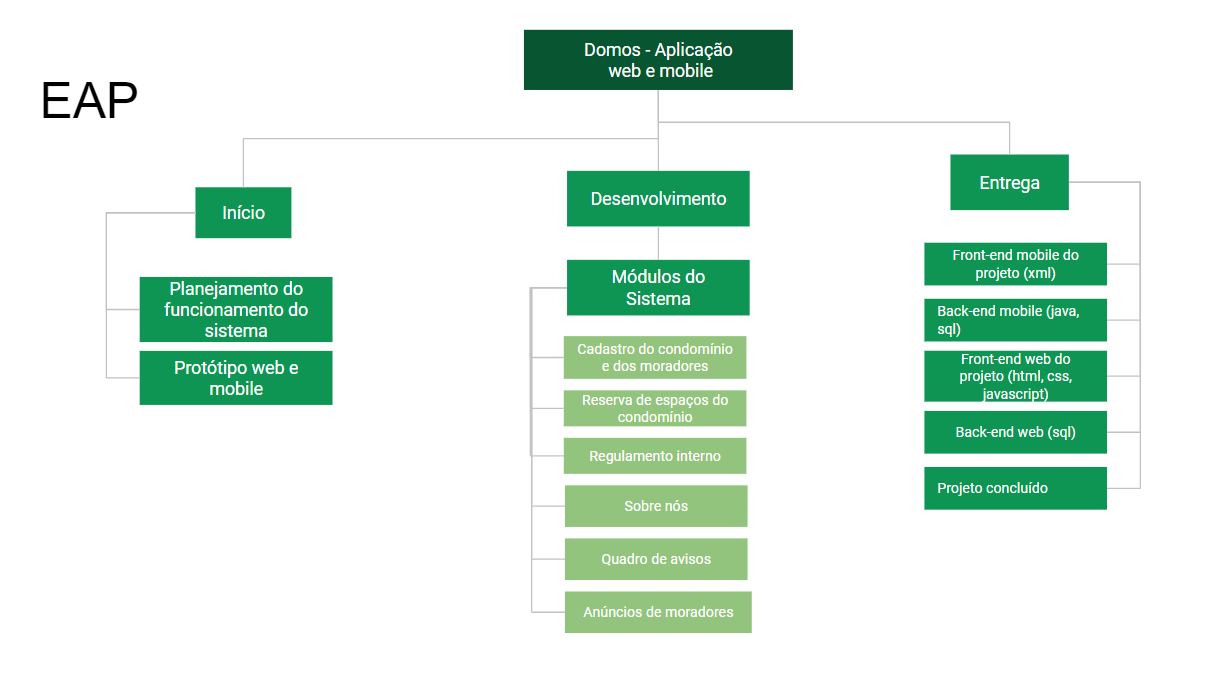 EAP
Domos - Aplicação
web e mobile
Início
Planejamento do
funcionamento do
sistema
Protótipo web e
mobile
Desenvolvimento
Módulos do
Sistema
Cadastro do condomínio
e dos moradores
Reserva de espaços do
condomínio
Regulamento interno
Sobre nós
Quadro de avisos
Anúncios de moradores
Entrega
Front-end mobile do
projeto (xml)
Back-end mobile (java,
sql)
Front-end web do
projeto (html, css,
javascript)
Back-end web (sql)
Projeto concluído